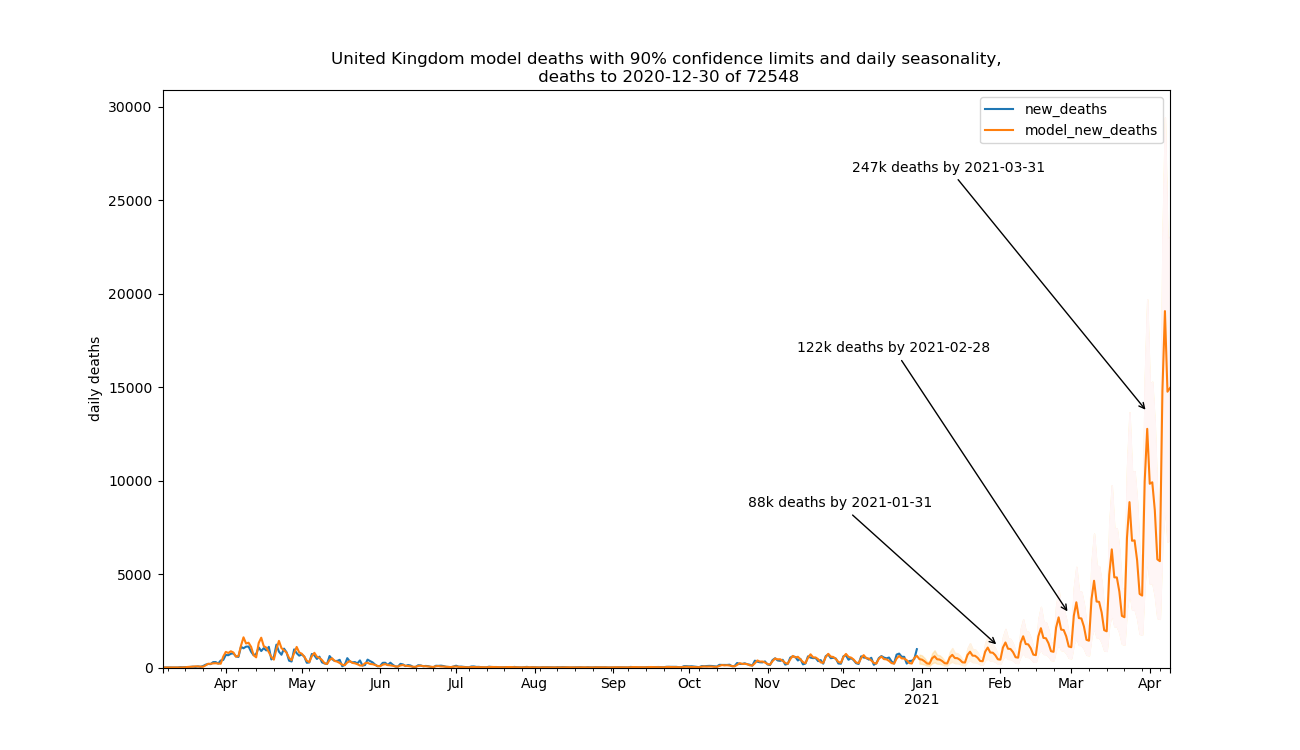 United Kingdom model deaths with 90% confidence limits and daily seasonality,
deaths to 2020-12-30 of 72548
new_deaths
model_new_deaths
247k deaths by 2021-03-31
122k deaths by 2021-02-28
88k deaths by 2021-01-31
daily deaths
30000
25000
20000
15000
10000
5000
0
Apr May Jun Jul Aug Sep Oct Nov Dec Jan Feb Mar Apr
2021